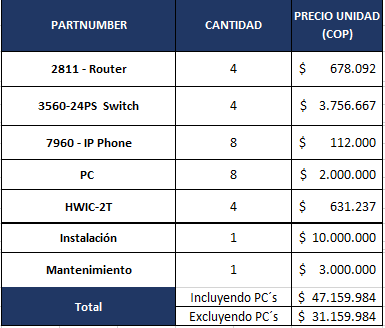 PARTNUMBER CANTIDAD PRECIO UNIDAD (COP)
2811 - Router 4 $ 678.092
3560-24PS Switch 4 $ 3.756.667
7960 - IP Phone 8 $ 112.000
PC 8 $ 2.000.000
HWIC-2T 4 $ 631.237
Instalación 1 $ 10.000.000
Mantenimiento 1 $ 3.000.000
Total Incluyendo PC´s $ 47.159.984
Excluyendo PC´s $ 31.159.984